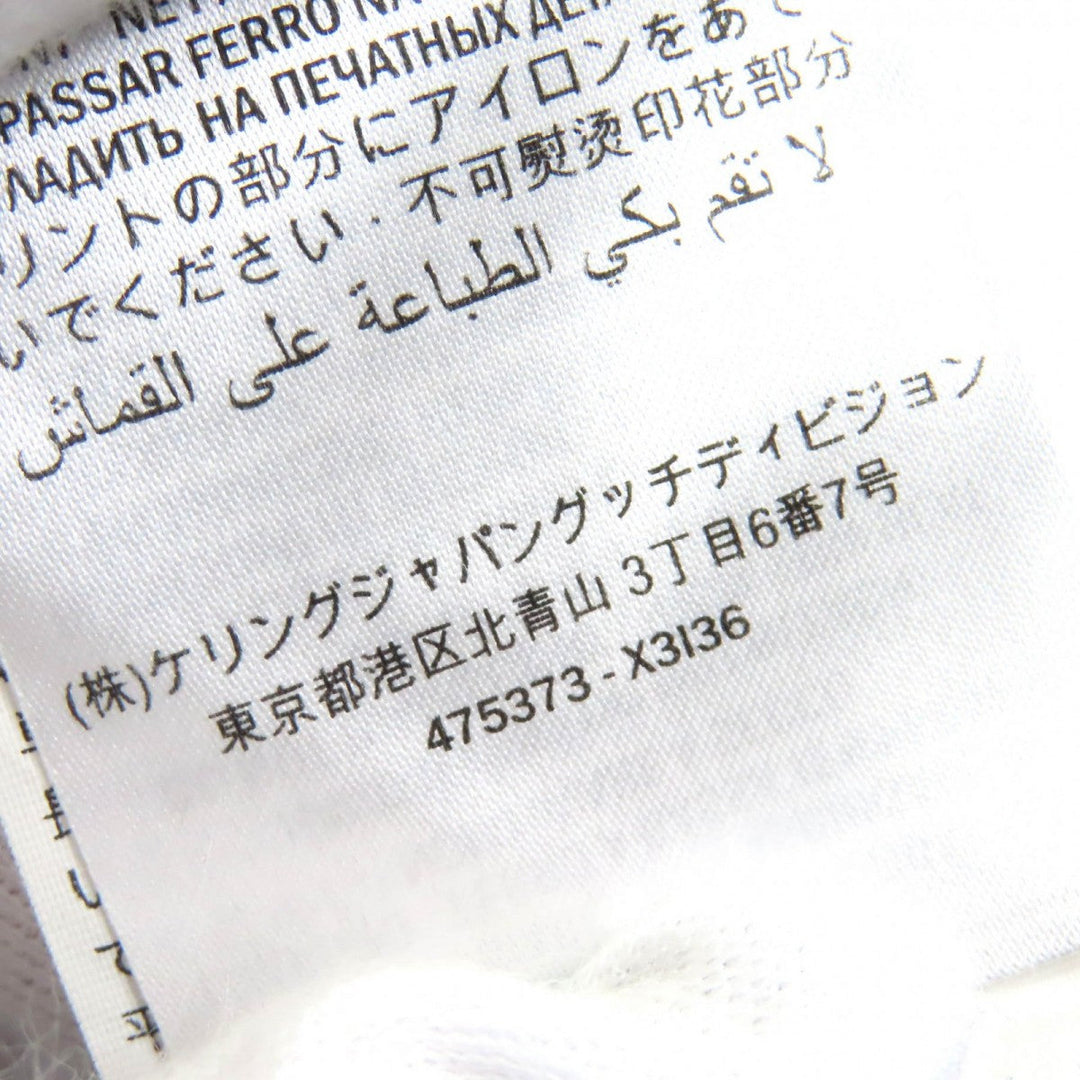 PASSAR FERRO NA
ЛАДИТЬ НА ПЕЧАТНЫХ ДЕТ
リントの部分にアイロンをあて
いでください. 不可熨烫印花部分
لا تقم بكي الطباعة على القماش
(株)ケリングジャパングッチディビジョン
東京都港区北青山 3丁目6番7号
475373 - X3I36